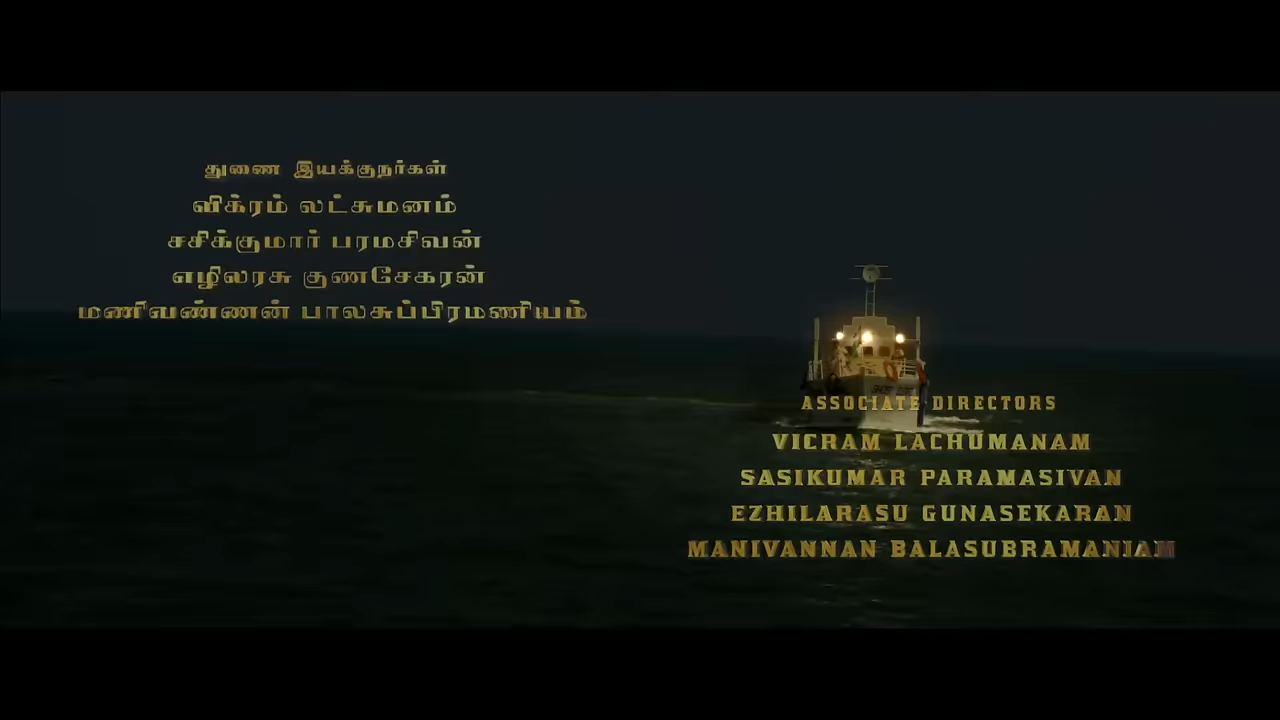 துணை இயக்குநர்கள்
விக்ரம் லட்சுமனம்
சசிக்குமார் பரமசிவன்
எழிலரசு குணசேகரன்
மணிவண்ணன் பாலசுப்பிரமணியம்
ASSOCIATE DIRECTORS
VICRAM LACHUMANAM
SASIKUMAR PARAMASIVAN
EZHILARASU GUNASEKARAN
MANIVANNAN BALASUBRAMANIAM